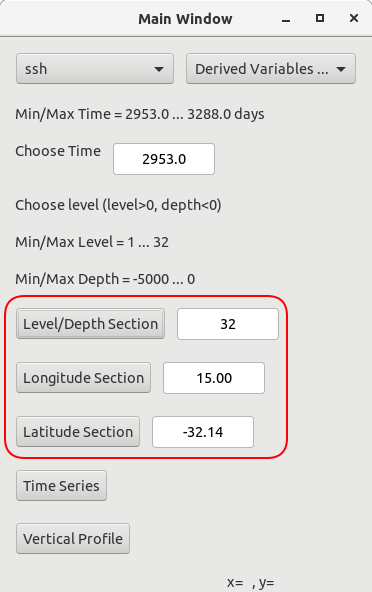 Main Window
ssh
Derived Variables ...
Min/Max Time = 2953.0 ... 3288.0 days
Choose Time 2953.0
Choose level (level>0, depth<0)
Min/Max Level = 1 ... 32
Min/Max Depth = -5000 ... 0
Level/Depth Section 32
Longitude Section 15.00
Latitude Section -32.14
Time Series
Vertical Profile
x= , y=